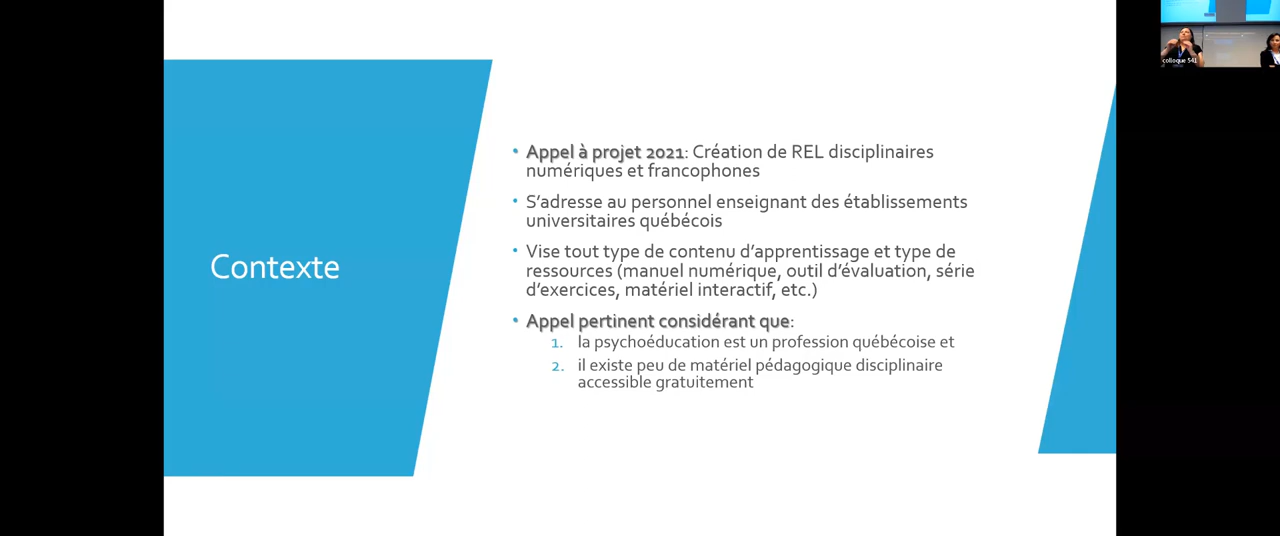 colloque 541
Contexte
• Appel à projet 2021: Création de REL disciplinaires
numériques et francophones
• S'adresse au personnel enseignant des établissements
universitaires québécois
• Vise tout type de contenu d'apprentissage et type de
ressources (manuel numérique, outil d'évaluation, série
d'exercices, matériel interactif, etc.)
• Appel pertinent considérant que:
1. la psychoéducation est un profession québécoise et
2. il existe peu de matériel pédagogique disciplinaire
accessible gratuitement